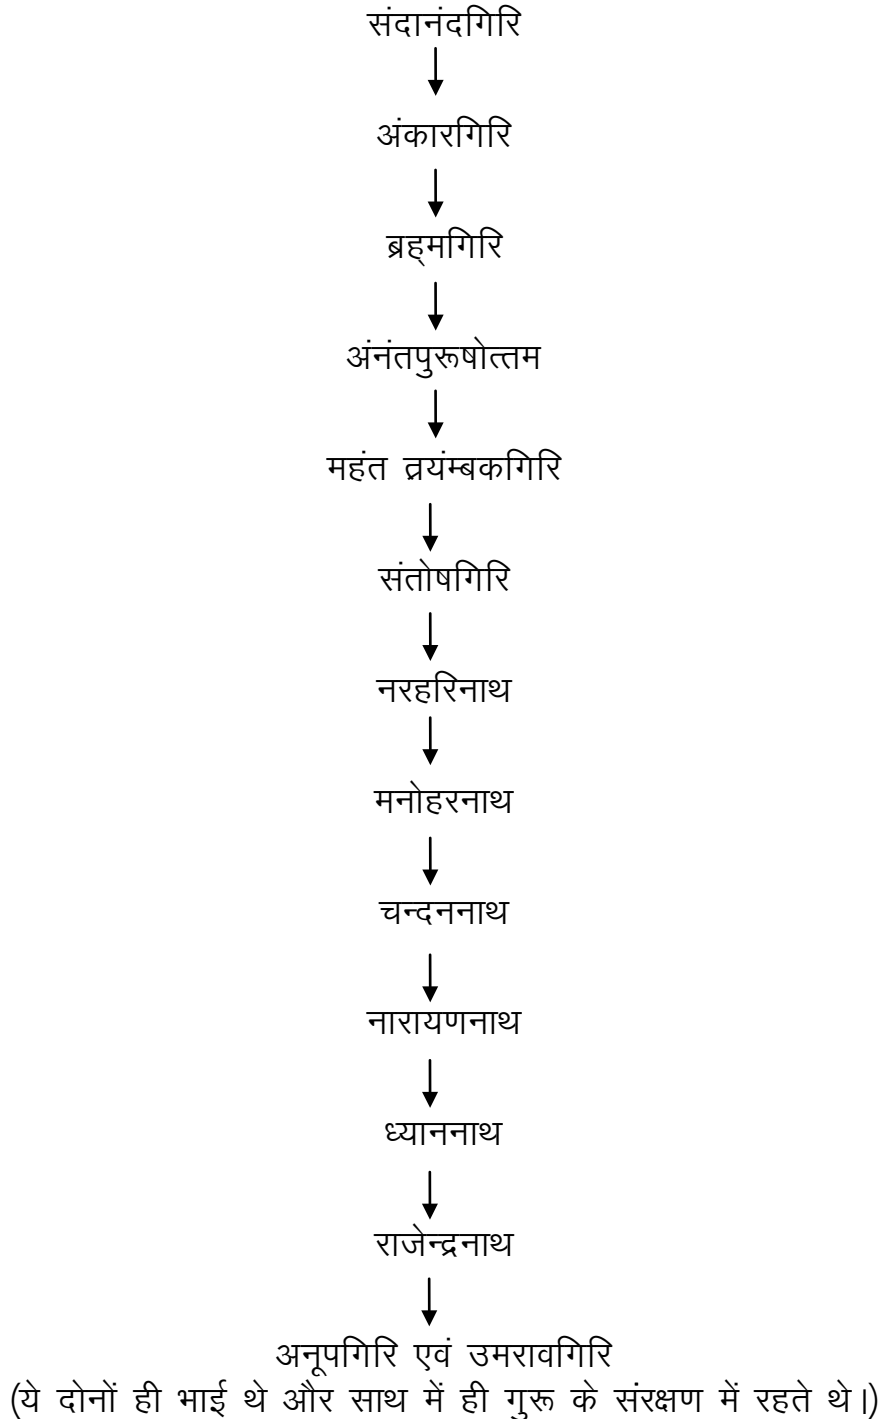 संदानंदगिरि
अंकारगिरि
ब्रह्मगिरि
अंनंतपुरूषोत्तम
महंत त्रयंम्बकगिरि
संतोषगिरि
नरहरिनाथ
मनोहरनाथ
चन्दननाथ
नारायणनाथ
ध्याननाथ
राजेन्द्रनाथ
अनूपगिरि एवं उमरावगिरि
(ये दोनों ही भाई थे और साथ में ही गुरू के संरक्षण में रहते थे।)